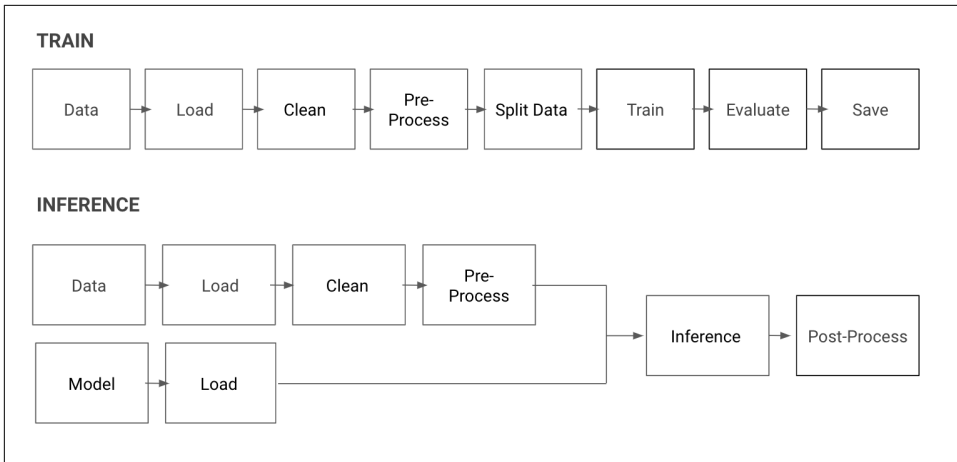 TRAIN
Data
Load
Clean
Pre-
Process
Split Data
Train
Evaluate
Save
INFERENCE
Data
Load
Clean
Pre-
Process
Inference
Post-Process
Model
Load